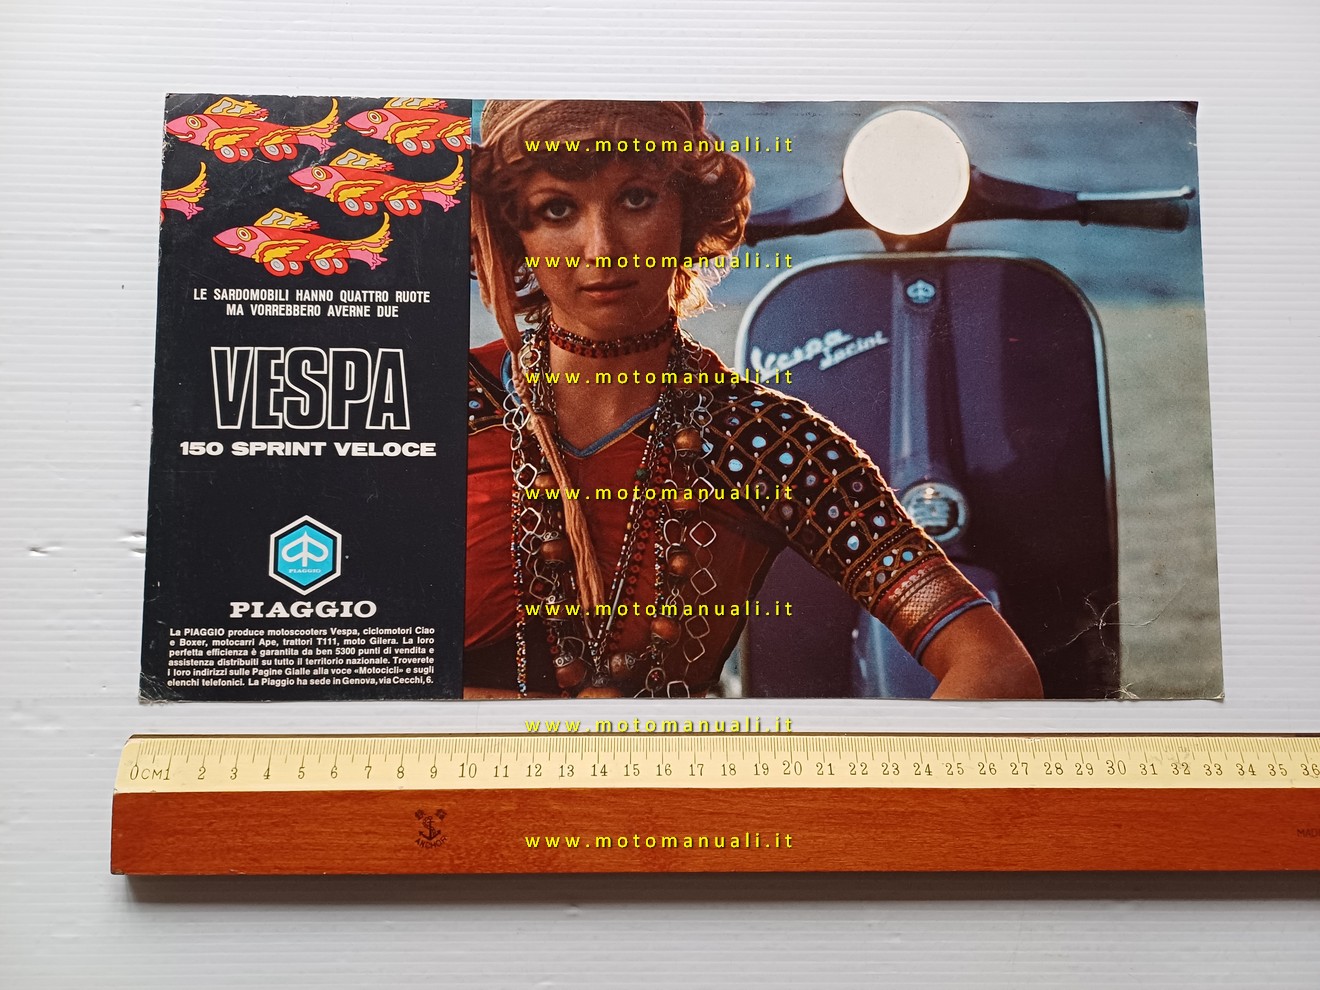 LE SARDOMOBILI HANNO QUATTRO RUOTE
MA VORREBBERO AVERNE DUE
VESPA
150 SPRINT VELOCE
PIAGGIO
PIAGGIO
La PIAGGIO produce motoscooters Vespa, ciclomotori Ciao
e Boxer, motocarri Ape, trattori T111, moto Gilera. La loro
perfetta efficienza è garantita da ben 5300 punti di vendita e
assistenza distribuiti su tutto il territorio nazionale. Troverete
i loro indirizzi sulle Pagine Gialle alla voce «Motocicli» e sugli
elenchi telefonici. La Piaggio ha sede in Genova, via Cecchi, 6.
Vespa
Sprint
www.motomanuali.it
www.motomanuali.it
www.motomanuali.it
www.motomanuali.it
www.motomanuali.it
www.motomanuali.it
www.motomanuali.it
0CM1 2 3 4 5 6 7 8 9 10 11 12 13 14 15 16 17 18 19 20 21 22 23 24 25 26 27 28 29 30 31 32 33 34 35 36
ANCHOR